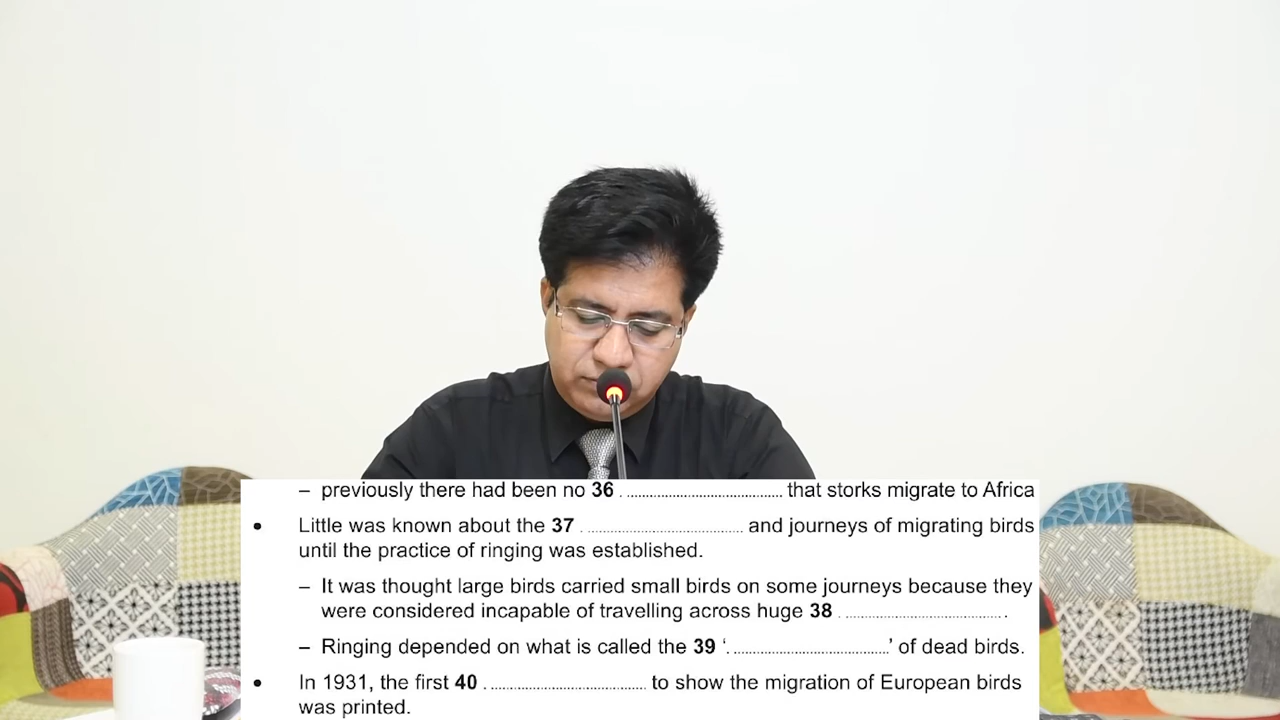 – previously there had been no 36 ........................................ that storks migrate to Africa
• Little was known about the 37 ........................................ and journeys of migrating birds
until the practice of ringing was established.
– It was thought large birds carried small birds on some journeys because they
were considered incapable of travelling across huge 38 ........................................ .
– Ringing depended on what is called the 39 ‘........................................’ of dead birds.
• In 1931, the first 40 ........................................ to show the migration of European birds
was printed.